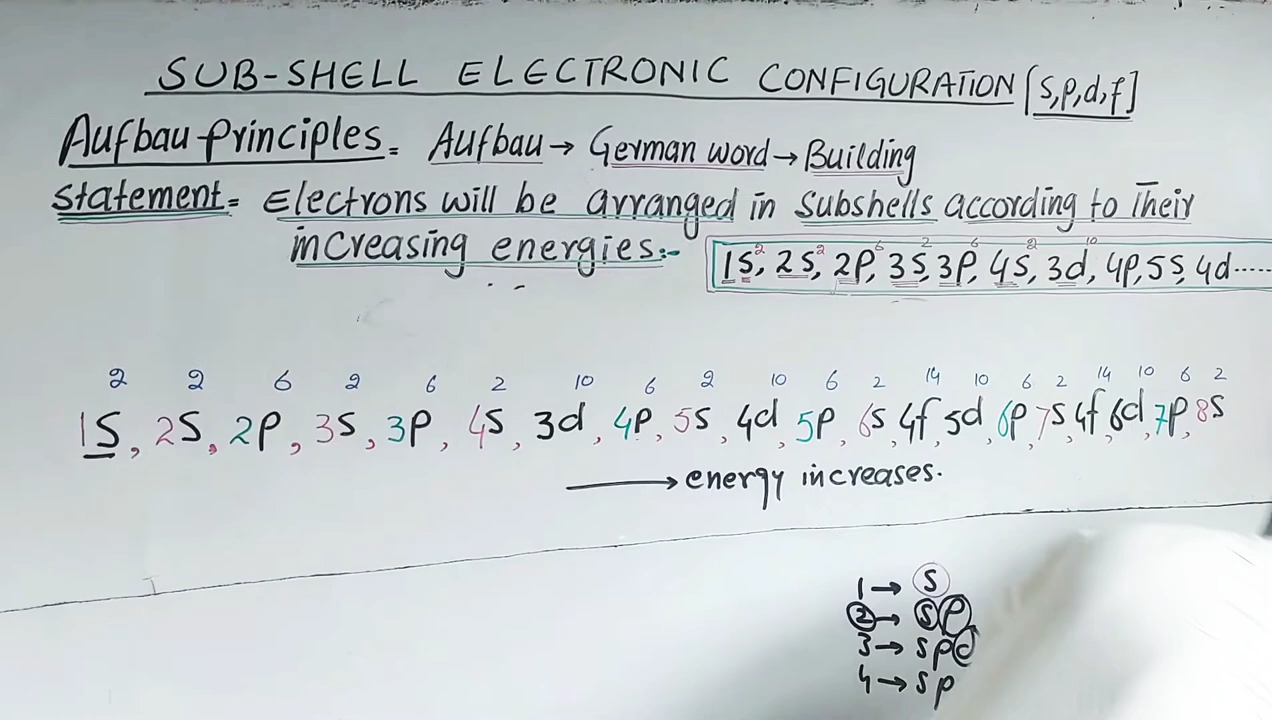 SUB-SHELL ELECTRONIC CONFIGURATION [s,p,d,f]
Aufbau Principles = Aufbau → German word → Building
Statement = Electrons will be arranged in Subshells according to Their
increasing energies:-
1s², 2s², 2p⁶, 3s², 3p⁶, 4s², 3d¹⁰, 4p, 5s, 4d......
2 2 6 2 6 2 10 6 2 10 6 2 14 10 6 2 14 10 6 2
1s, 2s, 2p, 3s, 3p, 4s, 3d, 4p, 5s, 4d, 5p, 6s, 4f, 5d, 6p, 7s, 4f, 6d, 7p, 8s
→ energy increases.
1 → s
2 → s p
3 → s p d
4 → s p